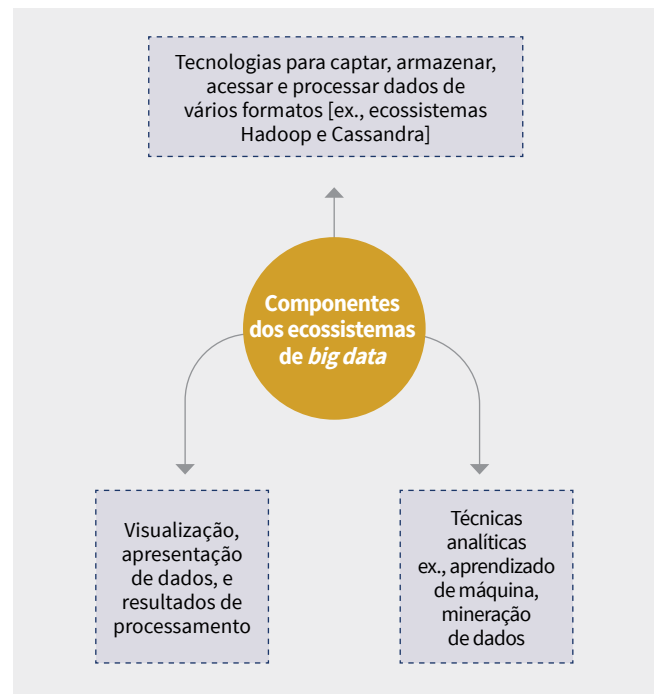 Tecnologias para captar, armazenar,
acessar e processar dados de
vários formatos [ex., ecossistemas
Hadoop e Cassandra]
Componentes
dos ecossistemas
de big data
Visualização,
apresentação
de dados, e
resultados de
processamento
Técnicas
analíticas
ex., aprendizado
de máquina,
mineração
de dados